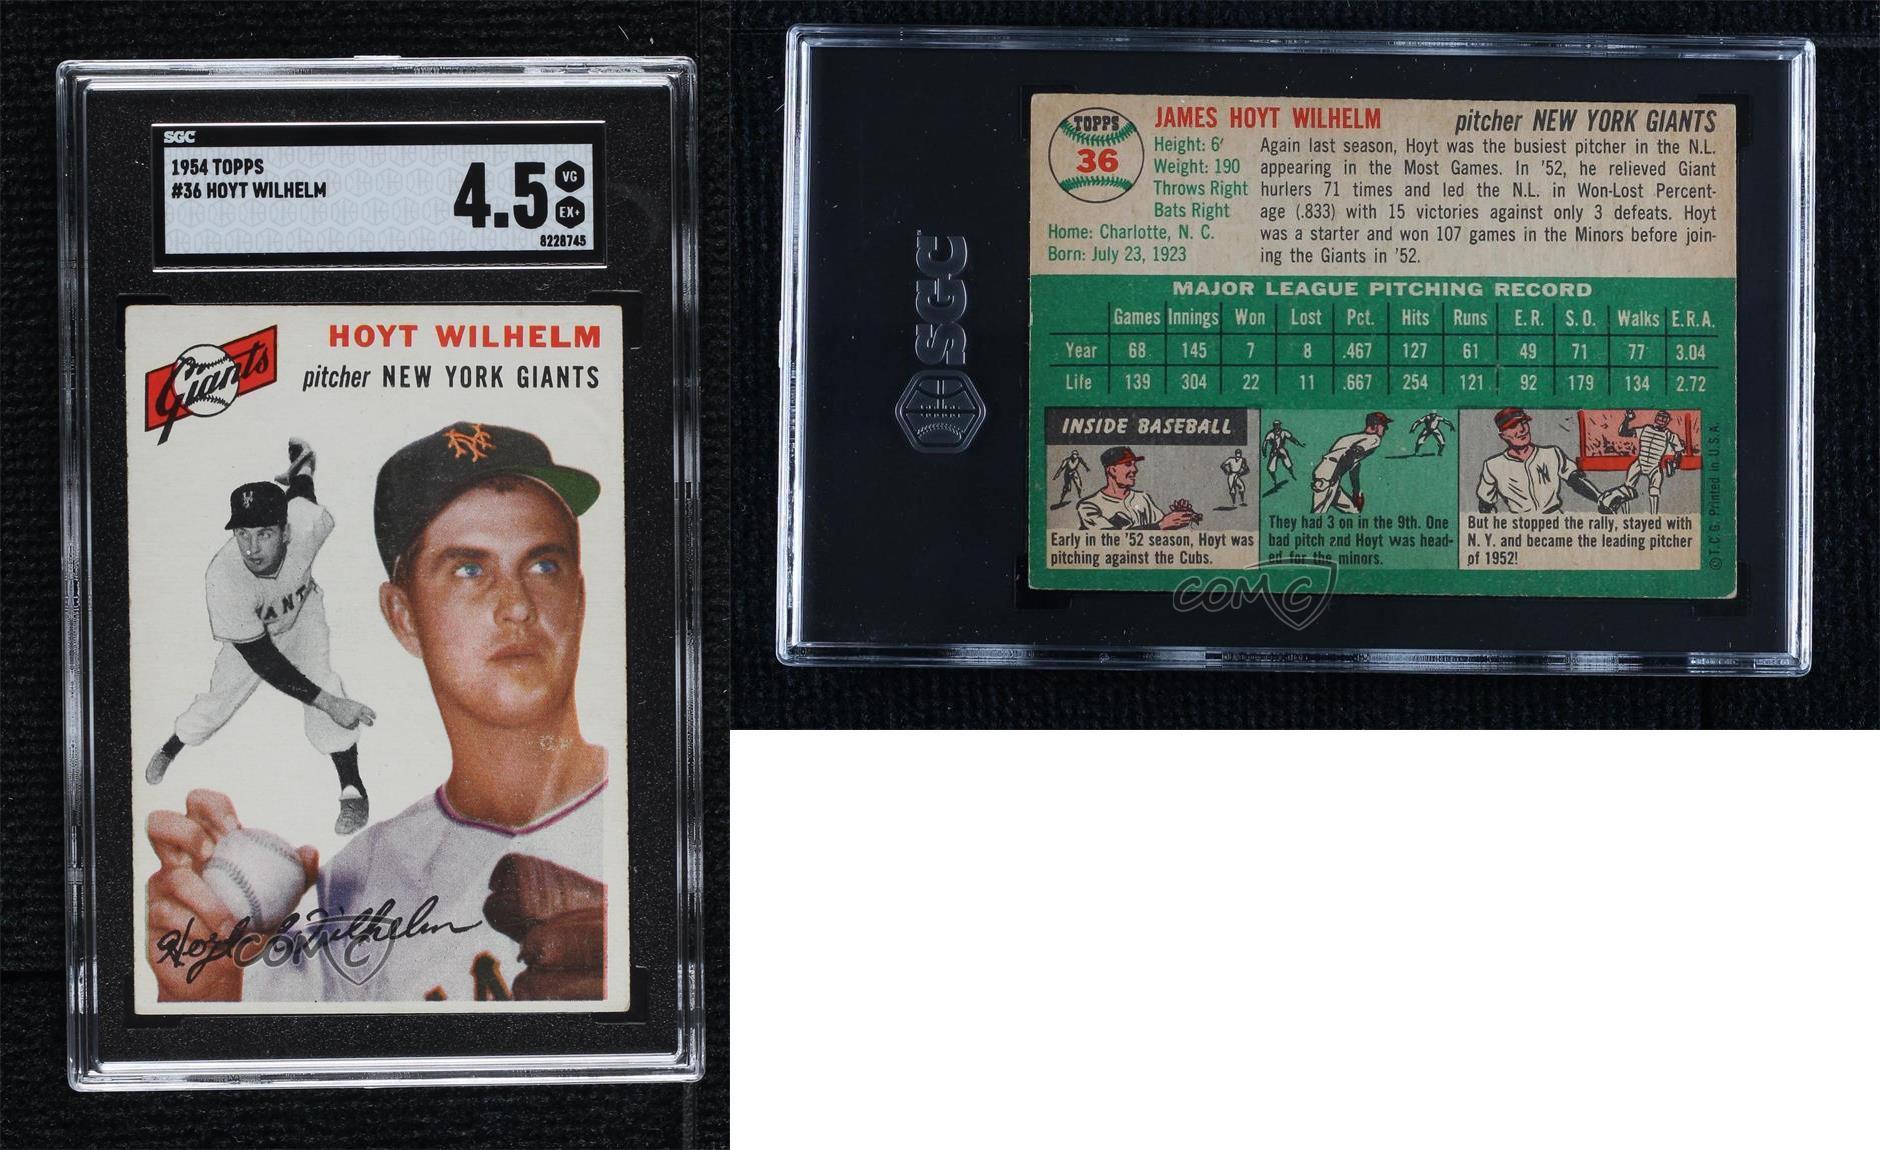 SGC
1954 TOPPS
#36 HOYT WILHELM
4.5
VG
EX+
8228745
HOYT WILHELM
pitcher NEW YORK GIANTS
Giants
NY
NY
IANT
Hoyt Wilhelm
COMC
SGC
TOPPS
36
JAMES HOYT WILHELM
pitcher NEW YORK GIANTS
Height: 6'
Weight: 190
Throws Right
Bats Right
Home: Charlotte, N. C.
Born: July 23, 1923
Again last season, Hoyt was the busiest pitcher in the N.L.
appearing in the Most Games. In '52, he relieved Giant
hurlers 71 times and led the N.L. in Won-Lost Percent-
age (.833) with 15 victories against only 3 defeats. Hoyt
was a starter and won 107 games in the Minors before join-
ing the Giants in '52.
MAJOR LEAGUE PITCHING RECORD
Games Innings Won Lost Pct. Hits Runs E.R. S.O. Walks E.R.A.
Year 68 145 7 8 .467 127 61 49 71 77 3.04
Life 139 304 22 11 .667 254 121 92 179 134 2.72
INSIDE BASEBALL
Early in the '52 season, Hoyt was
pitching against the Cubs.
They had 3 on in the 9th. One
bad pitch and Hoyt was head-
ed for the minors.
But he stopped the rally, stayed with
N. Y. and became the leading pitcher
of 1952!
© T.C.G. Printed in U.S.A.
COMC